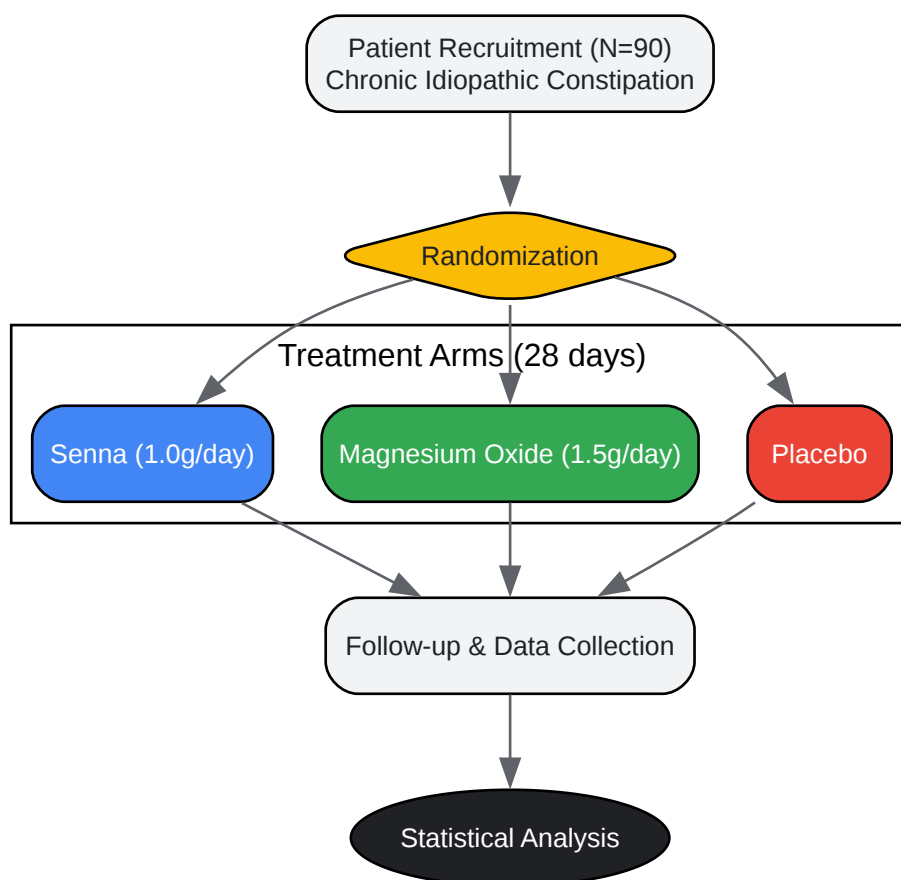 Patient Recruitment (N=90)
Chronic Idiopathic Constipation
Randomization
Treatment Arms (28 days)
Senna (1.0g/day)
Magnesium Oxide (1.5g/day)
Placebo
Follow-up & Data Collection
Statistical Analysis